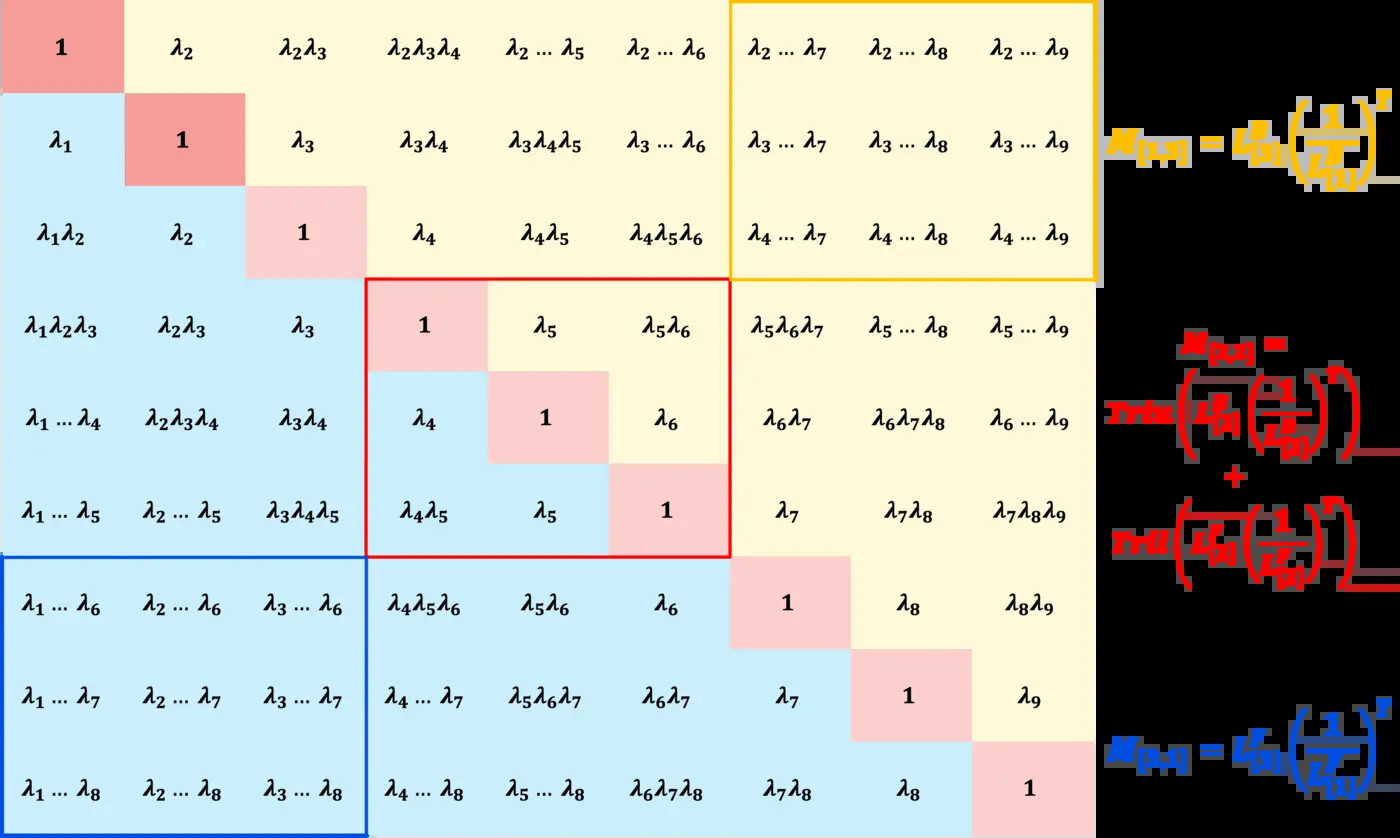 1 λ₂ λ₂λ₃ λ₂λ₃λ₄ λ₂ ... λ₅ λ₂ ... λ₆ λ₂ ... λ₇ λ₂ ... λ₈ λ₂ ... λ₉
λ₁ 1 λ₃ λ₃λ₄ λ₃λ₄λ₅ λ₃ ... λ₆ λ₃ ... λ₇ λ₃ ... λ₈ λ₃ ... λ₉
λ₁λ₂ λ₂ 1 λ₄ λ₄λ₅ λ₄λ₅λ₆ λ₄ ... λ₇ λ₄ ... λ₈ λ₄ ... λ₉
λ₁λ₂λ₃ λ₂λ₃ λ₃ 1 λ₅ λ₅λ₆ λ₅λ₆λ₇ λ₅ ... λ₈ λ₅ ... λ₉
λ₁ ... λ₄ λ₂λ₃λ₄ λ₃λ₄ λ₄ 1 λ₆ λ₆λ₇ λ₆λ₇λ₈ λ₆ ... λ₉
λ₁ ... λ₅ λ₂ ... λ₅ λ₃λ₄λ₅ λ₄λ₅ λ₅ 1 λ₇ λ₇λ₈ λ₇λ₈λ₉
λ₁ ... λ₆ λ₂ ... λ₆ λ₃ ... λ₆ λ₄λ₅λ₆ λ₅λ₆ λ₆ 1 λ₈ λ₈λ₉
λ₁ ... λ₇ λ₂ ... λ₇ λ₃ ... λ₇ λ₄ ... λ₇ λ₅λ₆λ₇ λ₆λ₇ λ₇ 1 λ₉
λ₁ ... λ₈ λ₂ ... λ₈ λ₃ ... λ₈ λ₄ ... λ₈ λ₅ ... λ₈ λ₆λ₇λ₈ λ₇λ₈ λ₈ 1
M =
Triu
+
Tril